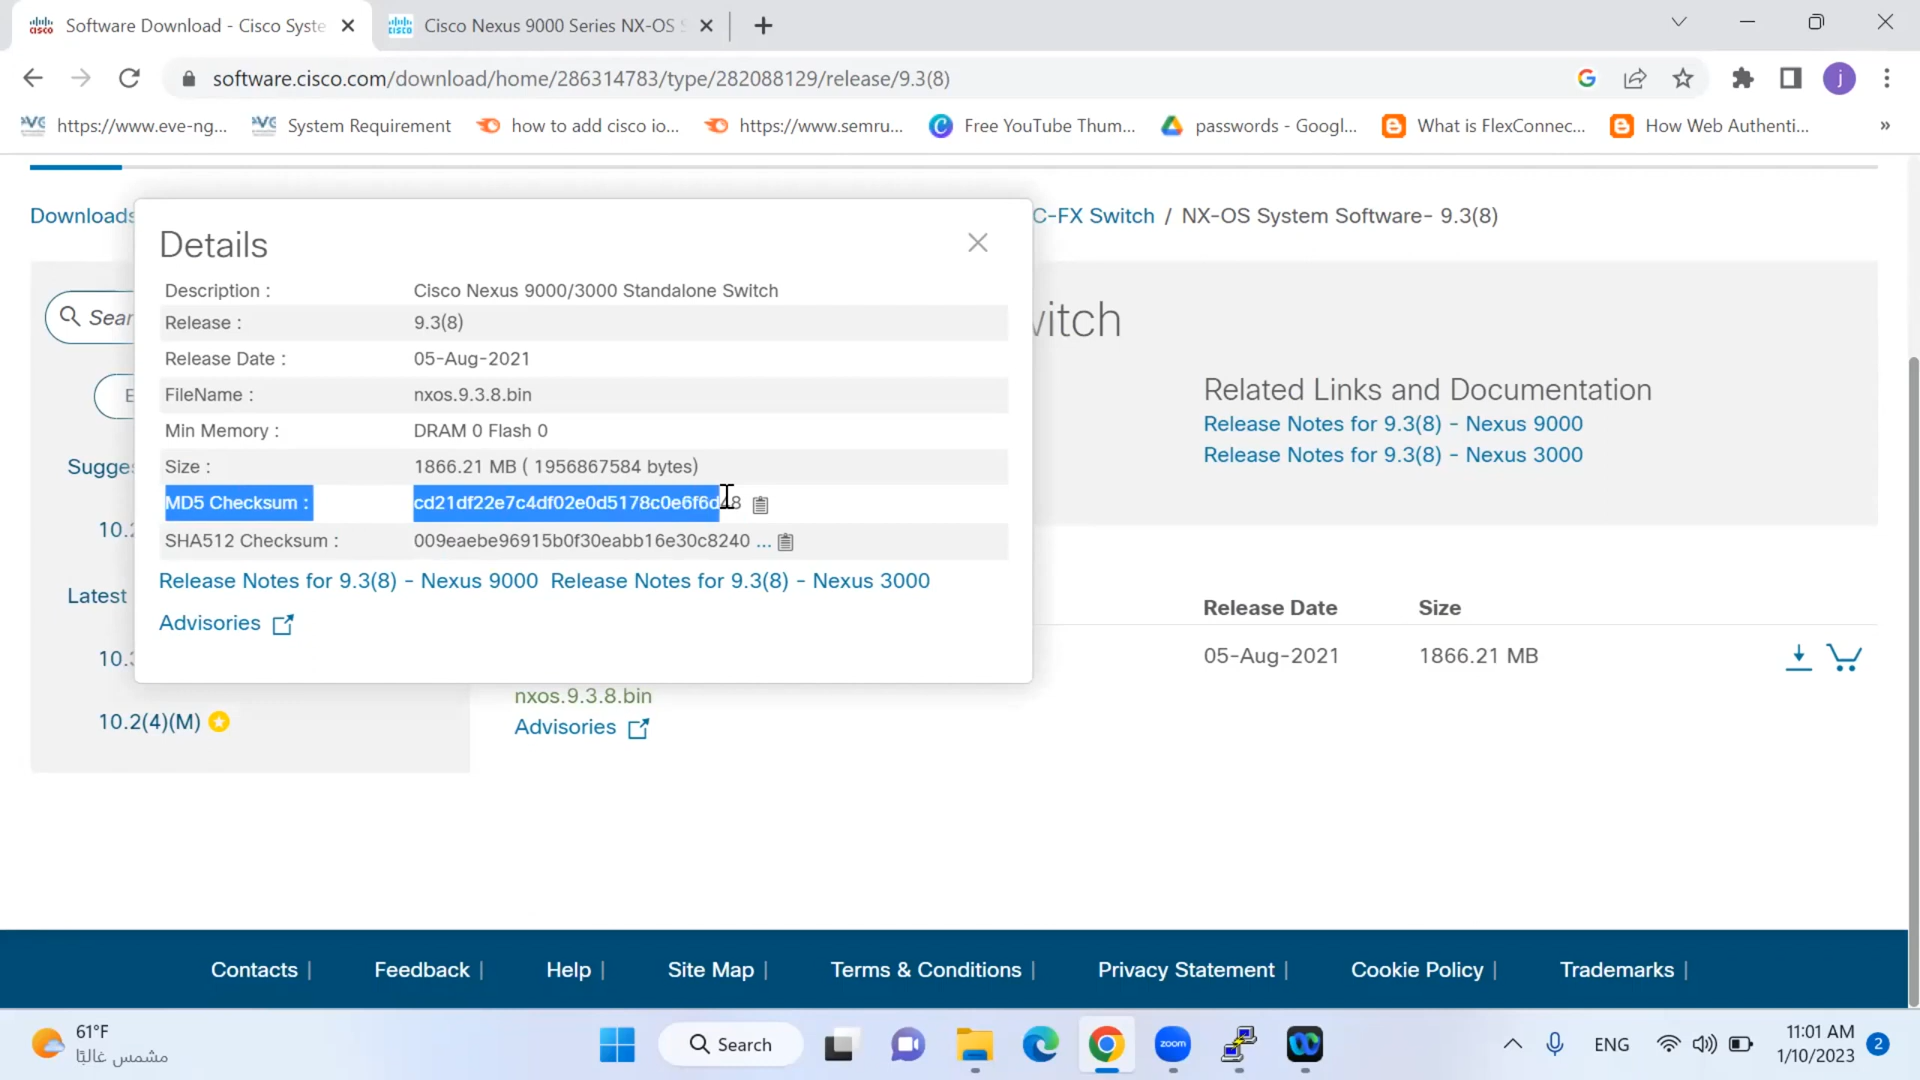 Software Download - Cisco Syste
Cisco Nexus 9000 Series NX-OS S
software.cisco.com/download/home/286314783/type/282088129/release/9.3(8)
j
https://www.eve-ng...
System Requirement
how to add cisco io...
https://www.semru...
Free YouTube Thum...
passwords - Googl...
What is FlexConnec...
How Web Authenti...
»
Downloads
C-FX Switch / NX-OS System Software- 9.3(8)
Details
Description : Cisco Nexus 9000/3000 Standalone Switch
Release : 9.3(8)
Release Date : 05-Aug-2021
FileName : nxos.9.3.8.bin
Min Memory : DRAM 0 Flash 0
Size : 1866.21 MB ( 1956867584 bytes)
MD5 Checksum : cd21df22e7c4df02e0d5178c0e6f6d48
SHA512 Checksum : 009eaebe96915b0f30eabb16e30c8240 ...
Release Notes for 9.3(8) - Nexus 9000 Release Notes for 9.3(8) - Nexus 3000
Advisories
Sear
E
Sugges
10.2
Latest
10.3
10.2(4)(M)
witch
Related Links and Documentation
Release Notes for 9.3(8) - Nexus 9000
Release Notes for 9.3(8) - Nexus 3000
Release Date Size
05-Aug-2021 1866.21 MB
nxos.9.3.8.bin
Advisories
Contacts | Feedback | Help | Site Map | Terms & Conditions | Privacy Statement | Cookie Policy | Trademarks |
61°F
مشمس غالبًا
Search
zoom
ENG
11:01 AM
1/10/2023
2